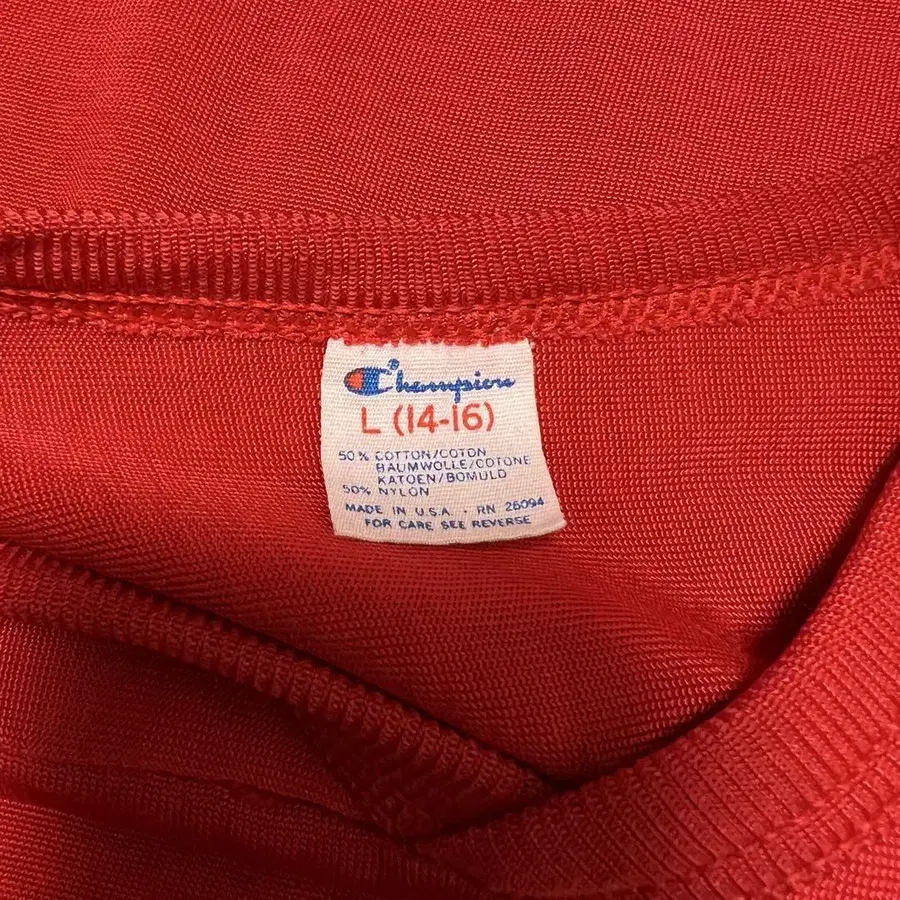 Champion®
L (14-16)
50% COTTON/COTON
BAUMWOLLE/COTONE
KATOEN/BOMULD
50% NYLON
MADE IN U.S.A. - RN 26094
FOR CARE SEE REVERSE